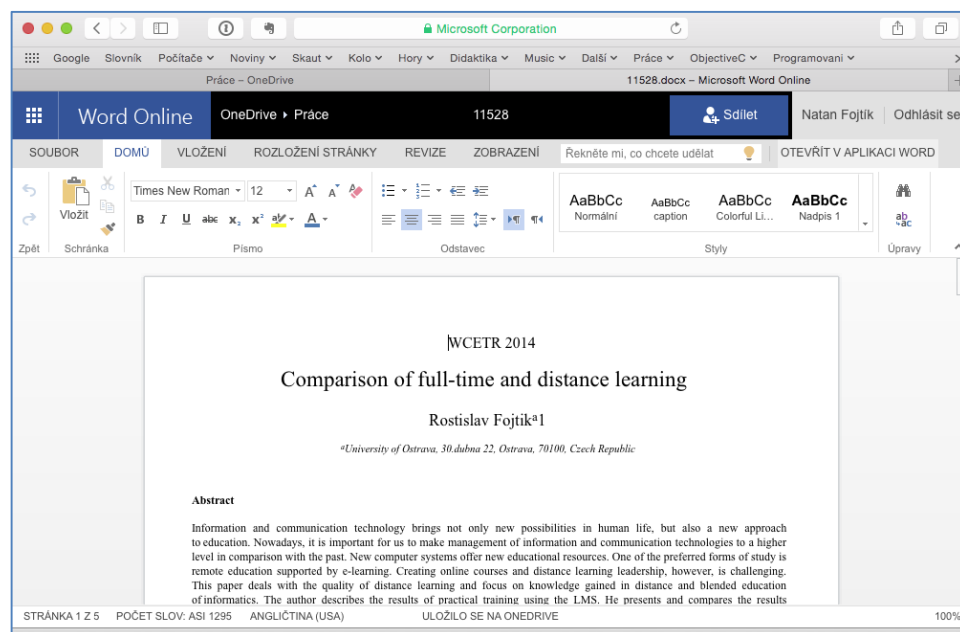 Microsoft Corporation
Google Slovník Počítače Noviny Skaut Kolo Hory Didaktika Music Další Práce ObjectiveC Programovani
Práce – OneDrive 11528.docx – Microsoft Word Online
Word Online OneDrive Práce 11528 Sdílet Natan Fojtík Odhlásit se
SOUBOR DOMŮ VLOŽENÍ ROZLOŽENÍ STRÁNKY REVIZE ZOBRAZENÍ Řekněte mi, co chcete udělat OTEVŘÍT V APLIKACI WORD
Times New Roman 12 A A
AaBbCc AaBbCc AaBbCc AaBbCc
Vložit
Normální caption Colorful Li... Nadpis 1
B I U abc x₂ x² aby A
ab
ac
Zpět Schránka Písmo Odstavec Styly Úpravy
WCETR 2014
Comparison of full-time and distance learning
Rostislav Fojtikᵃ1
ᵃUniversity of Ostrava, 30.dubna 22, Ostrava, 70100, Czech Republic
Abstract
Information and communication technology brings not only new possibilities in human life, but also a new approach
to education. Nowadays, it is important for us to make management of information and communication technologies to a higher
level in comparison with the past. New computer systems offer new educational resources. One of the preferred forms of study is
remote education supported by e-learning. Creating online courses and distance learning leadership, however, is challenging.
This paper deals with the quality of distance learning and focus on knowledge gained in distance and blended education
of informatics. The author describes the results of practical training using the LMS. He presents and compares the results
STRÁNKA 1 Z 5 POČET SLOV: ASI 1295 ANGLIČTINA (USA) ULOŽILO SE NA ONEDRIVE 100%